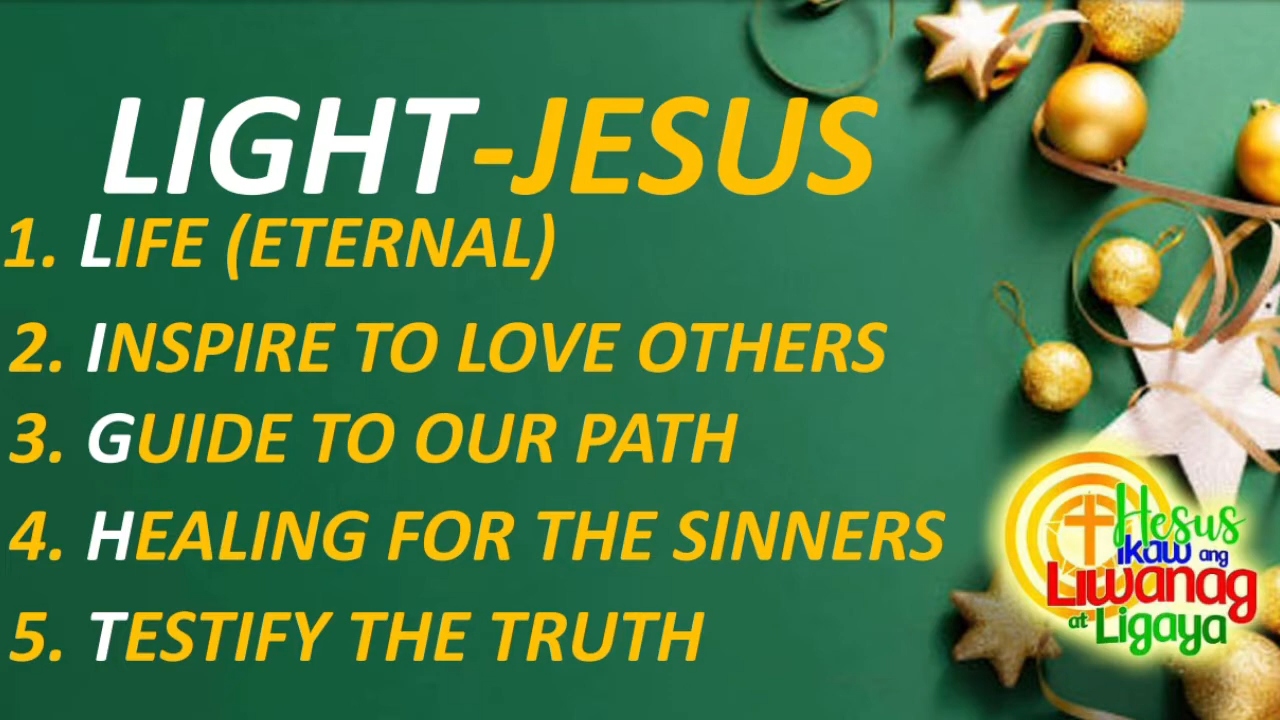 LIGHT-JESUS
1. LIFE (ETERNAL)
2. INSPIRE TO LOVE OTHERS
3. GUIDE TO OUR PATH
4. HEALING FOR THE SINNERS
5. TESTIFY THE TRUTH
Hesus
ikaw ang
Liwanag
at Ligaya